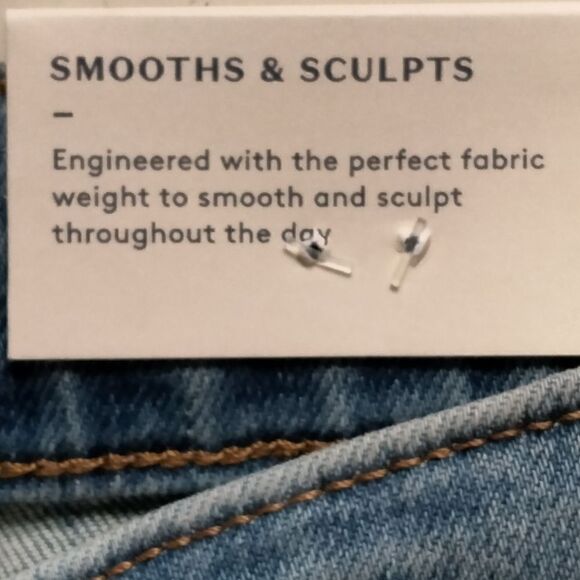 SMOOTHS & SCULPTS
Engineered with the perfect fabric
weight to smooth and sculpt
throughout the day